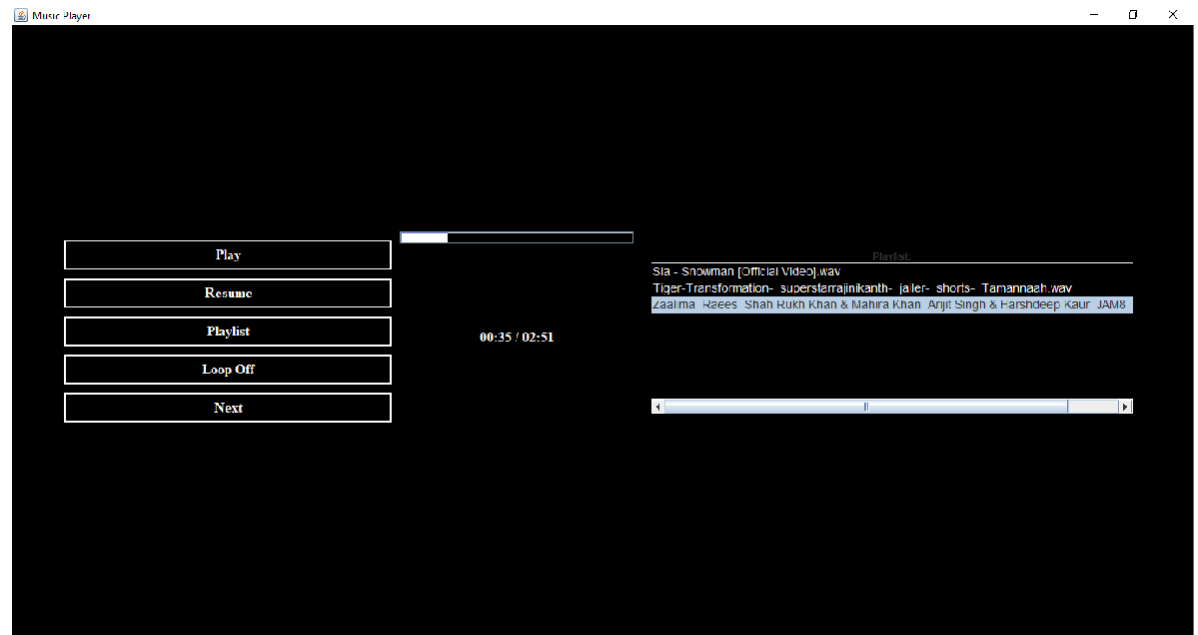 Music Player
Play
Resume
Playlist
Loop Off
Next
00:35 / 02:51
Playlist:
Sia - Snowman [Official Video].wav
Tiger-Transformation- superstarrajinikanth- jailer- shorts- Tamannaah.wav
Zaalima Raees Shah Rukh Khan & Mahira Khan Arijit Singh & Harshdeep Kaur JAM8